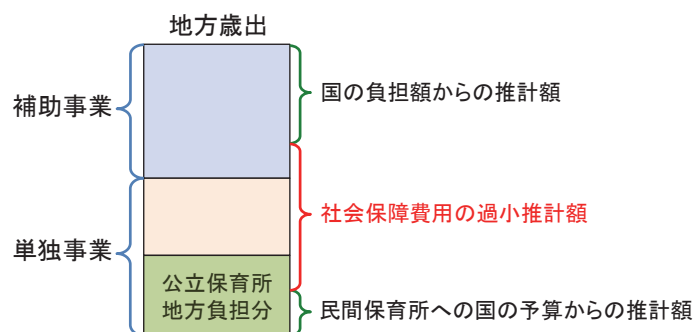 地方歳出
補助事業
国の負担額からの推計額
社会保障費用の過小推計額
単独事業
公立保育所
地方負担分
民間保育所への国の予算からの推計額